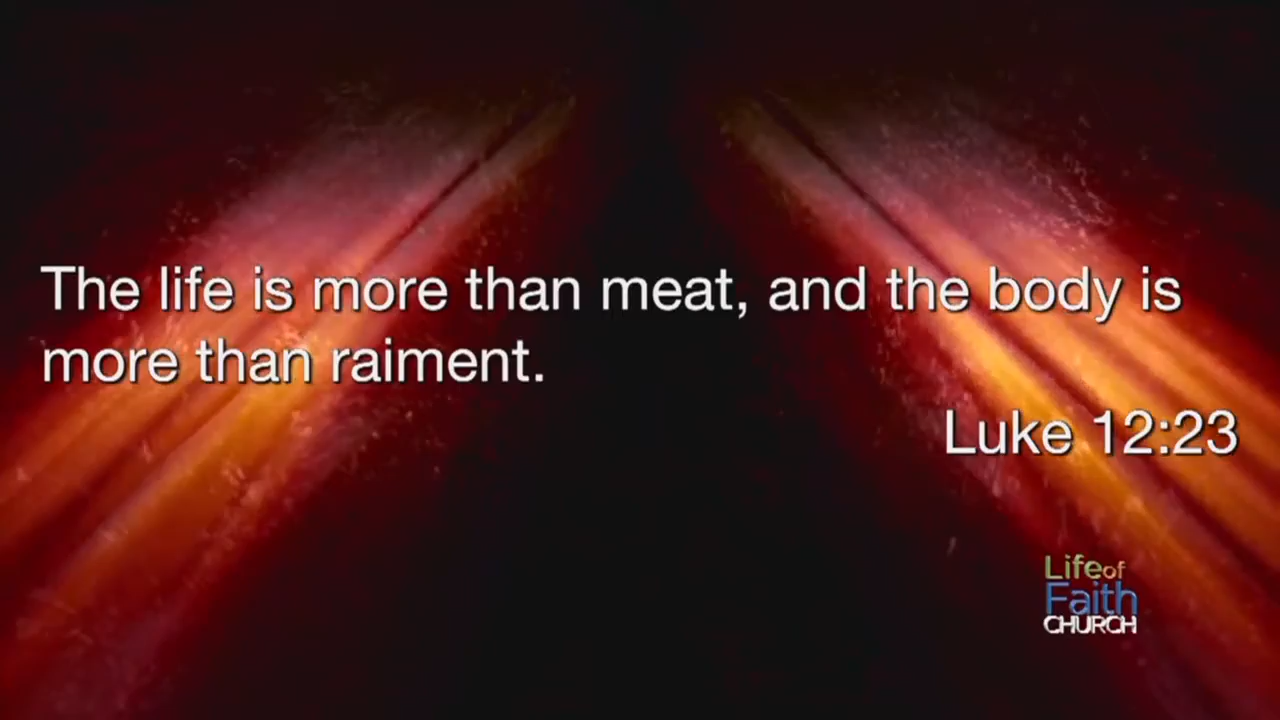 The life is more than meat, and the body is
more than raiment.
Luke 12:23
Life of
Faith
CHURCH